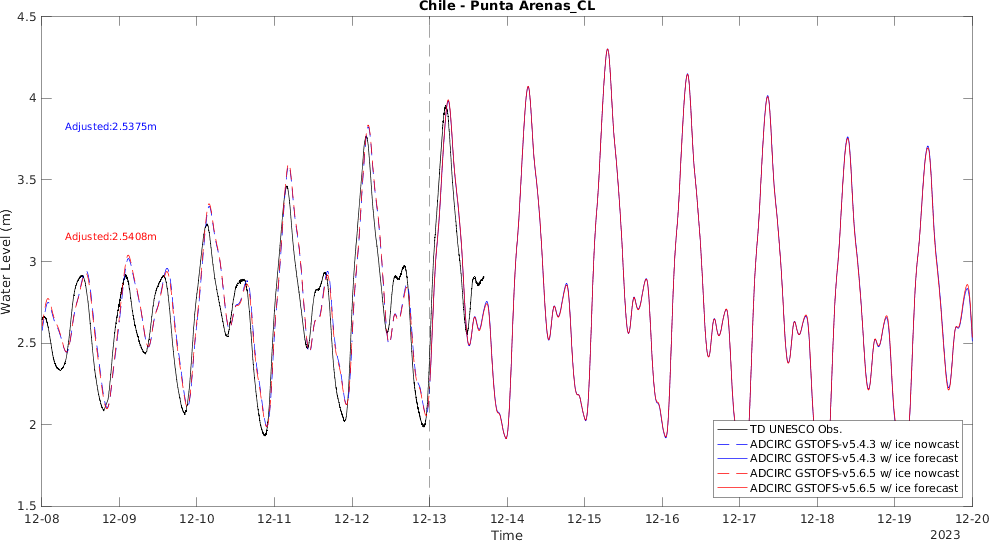 Chile - Punta Arenas_CL
4.5
4
3.5
3
2.5
2
1.5
Water Level (m)
Adjusted:2.5375m
Adjusted:2.5408m
TD UNESCO Obs.
ADCIRC GSTOFS-v5.4.3 w/ ice nowcast
ADCIRC GSTOFS-v5.4.3 w/ ice forecast
ADCIRC GSTOFS-v5.6.5 w/ ice nowcast
ADCIRC GSTOFS-v5.6.5 w/ ice forecast
12-08 12-09 12-10 12-11 12-12 12-13 12-14 12-15 12-16 12-17 12-18 12-19 12-20
Time
2023